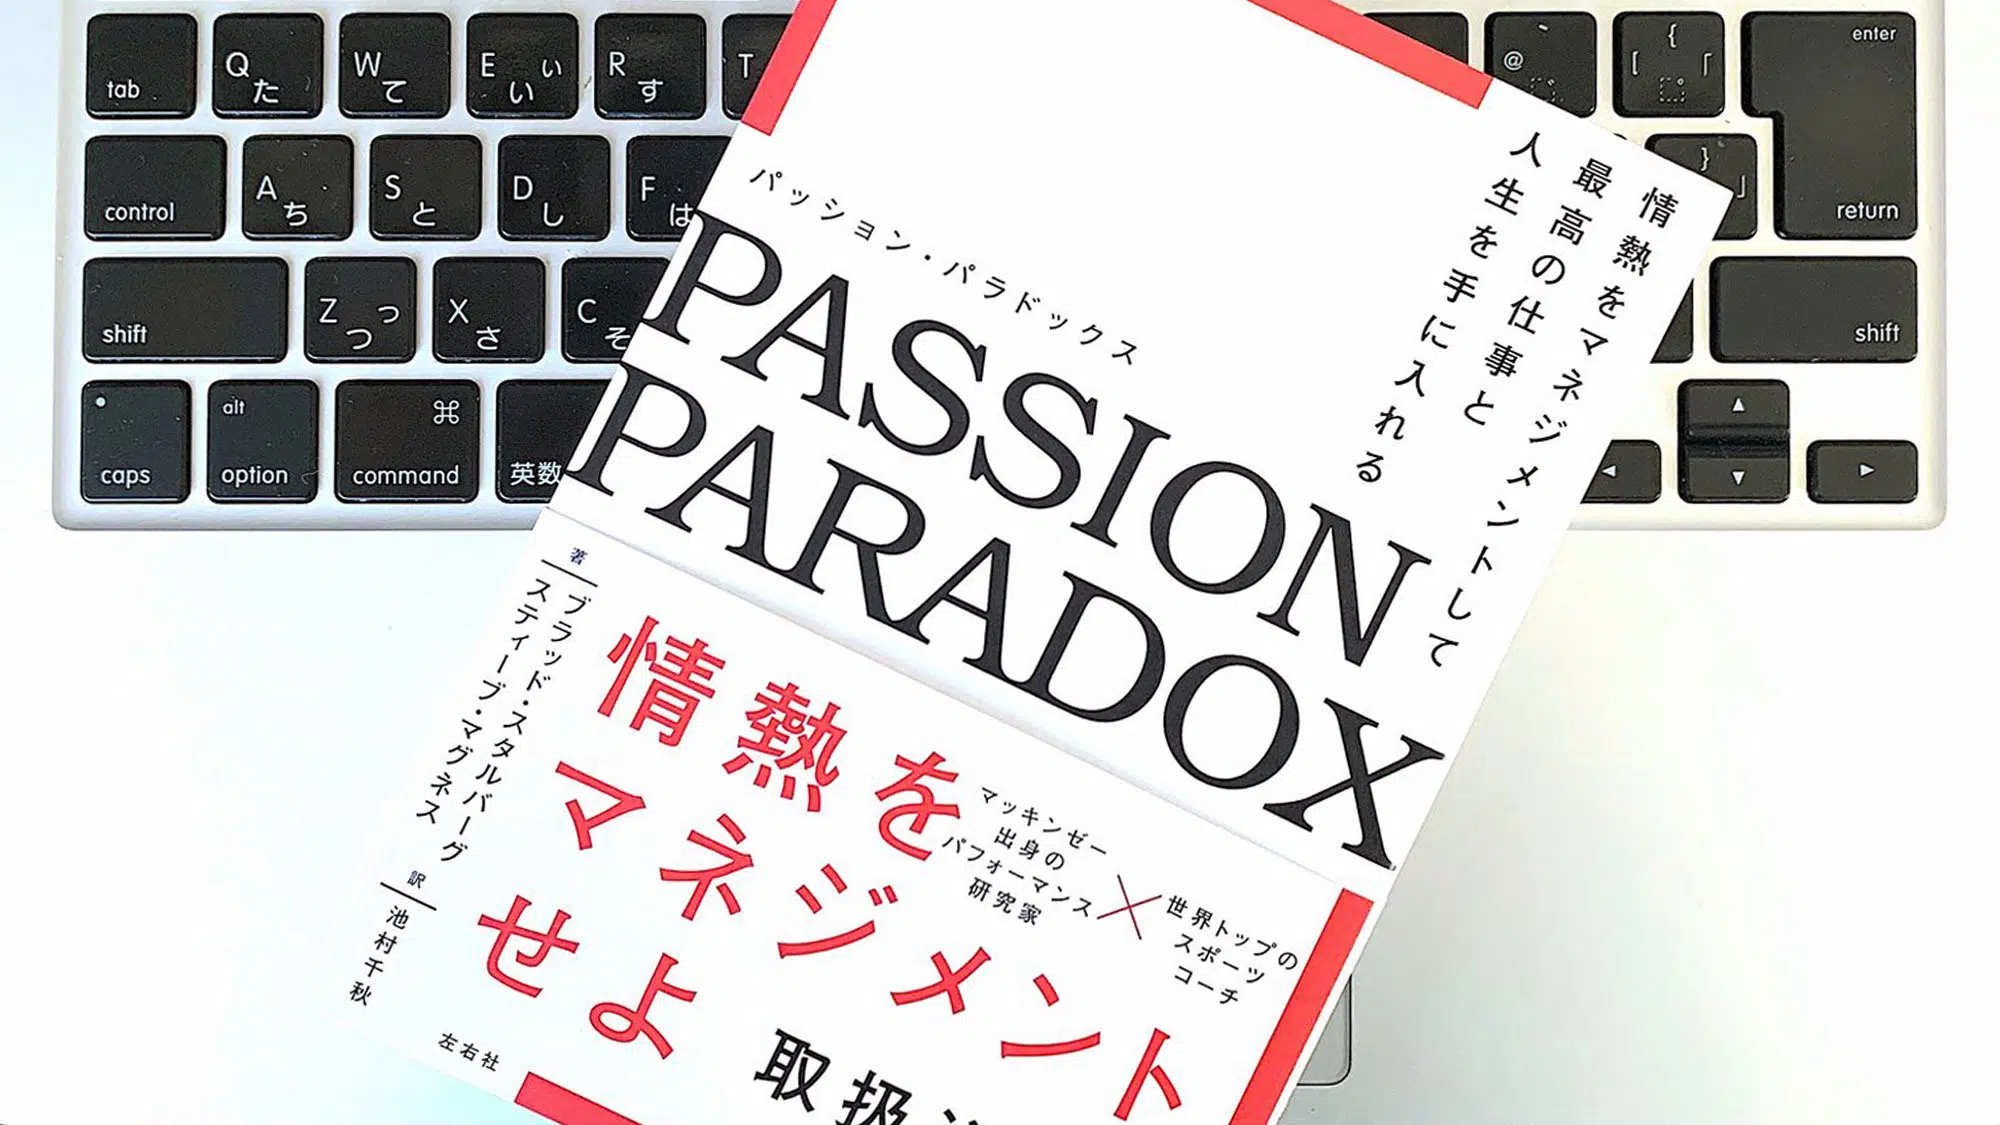 tab
Q た
W て
E い ぃ
R す
T
@ ゛
{ [ ゜ 「
enter
return
control
A ち
S と
D し
F は
} 」
shift
Z つ っ
X さ
C そ
shift
caps
alt option
⌘ command
英数
▲
◀ ▼ ▶
情熱をマネジメントして
最高の仕事と
人生を手に入れる
パッション・パラドックス
PASSION
PARADOX
著
ブラッド・スタルバーグ
スティーブ・マグネス
訳
池村千秋
情熱を
マネジメント
せよ
マッキンゼー
出身の
パフォーマンス
研究家
×
世界トップの
スポーツ
コーチ
取扱
左右社